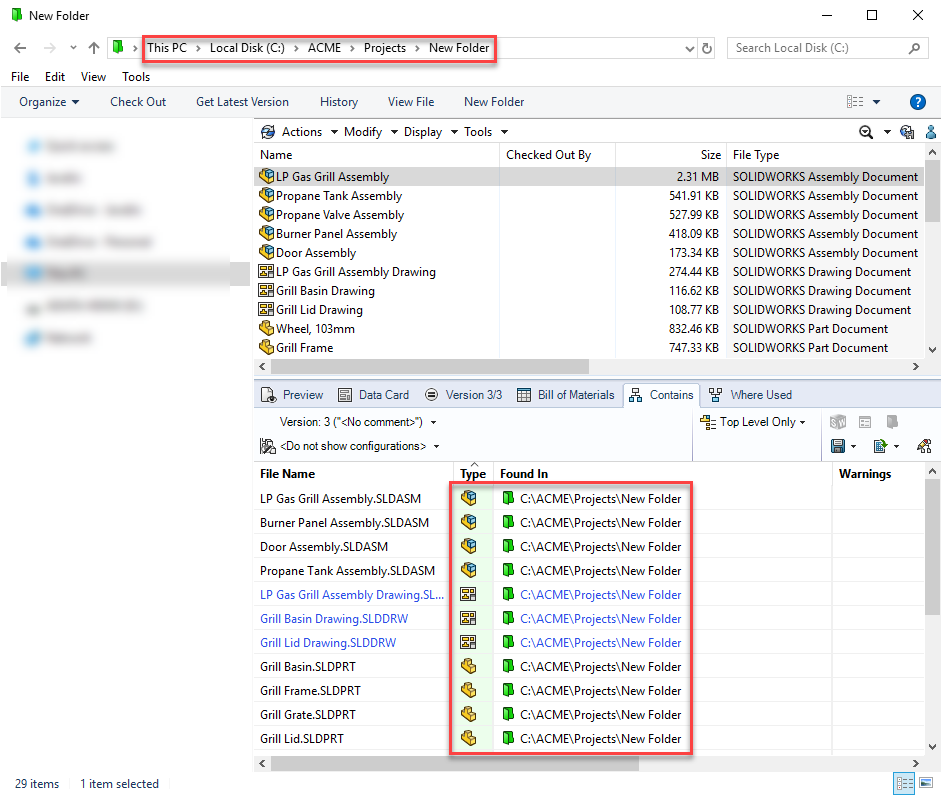 New Folder
This PC > Local Disk (C:) > ACME > Projects > New Folder
Search Local Disk (C:)
File Edit View Tools
Organize Check Out Get Latest Version History View File New Folder
Actions Modify Display Tools
Name Checked Out By Size File Type
LP Gas Grill Assembly 2.31 MB SOLIDWORKS Assembly Document
Propane Tank Assembly 541.91 KB SOLIDWORKS Assembly Document
Propane Valve Assembly 527.99 KB SOLIDWORKS Assembly Document
Burner Panel Assembly 418.09 KB SOLIDWORKS Assembly Document
Door Assembly 173.34 KB SOLIDWORKS Assembly Document
LP Gas Grill Assembly Drawing 274.44 KB SOLIDWORKS Drawing Document
Grill Basin Drawing 116.62 KB SOLIDWORKS Drawing Document
Grill Lid Drawing 108.77 KB SOLIDWORKS Drawing Document
Wheel, 103mm 832.46 KB SOLIDWORKS Part Document
Grill Frame 747.33 KB SOLIDWORKS Part Document
Preview Data Card Version 3/3 Bill of Materials Contains Where Used
Version: 3 ("<No comment>") Top Level Only
<Do not show configurations>
File Name Type Found In Warnings
LP Gas Grill Assembly.SLDASM C:\ACME\Projects\New Folder
Burner Panel Assembly.SLDASM C:\ACME\Projects\New Folder
Door Assembly.SLDASM C:\ACME\Projects\New Folder
Propane Tank Assembly.SLDASM C:\ACME\Projects\New Folder
LP Gas Grill Assembly Drawing.SL... C:\ACME\Projects\New Folder
Grill Basin Drawing.SLDDRW C:\ACME\Projects\New Folder
Grill Lid Drawing.SLDDRW C:\ACME\Projects\New Folder
Grill Basin.SLDPRT C:\ACME\Projects\New Folder
Grill Frame.SLDPRT C:\ACME\Projects\New Folder
Grill Grate.SLDPRT C:\ACME\Projects\New Folder
Grill Lid.SLDPRT C:\ACME\Projects\New Folder
29 items 1 item selected